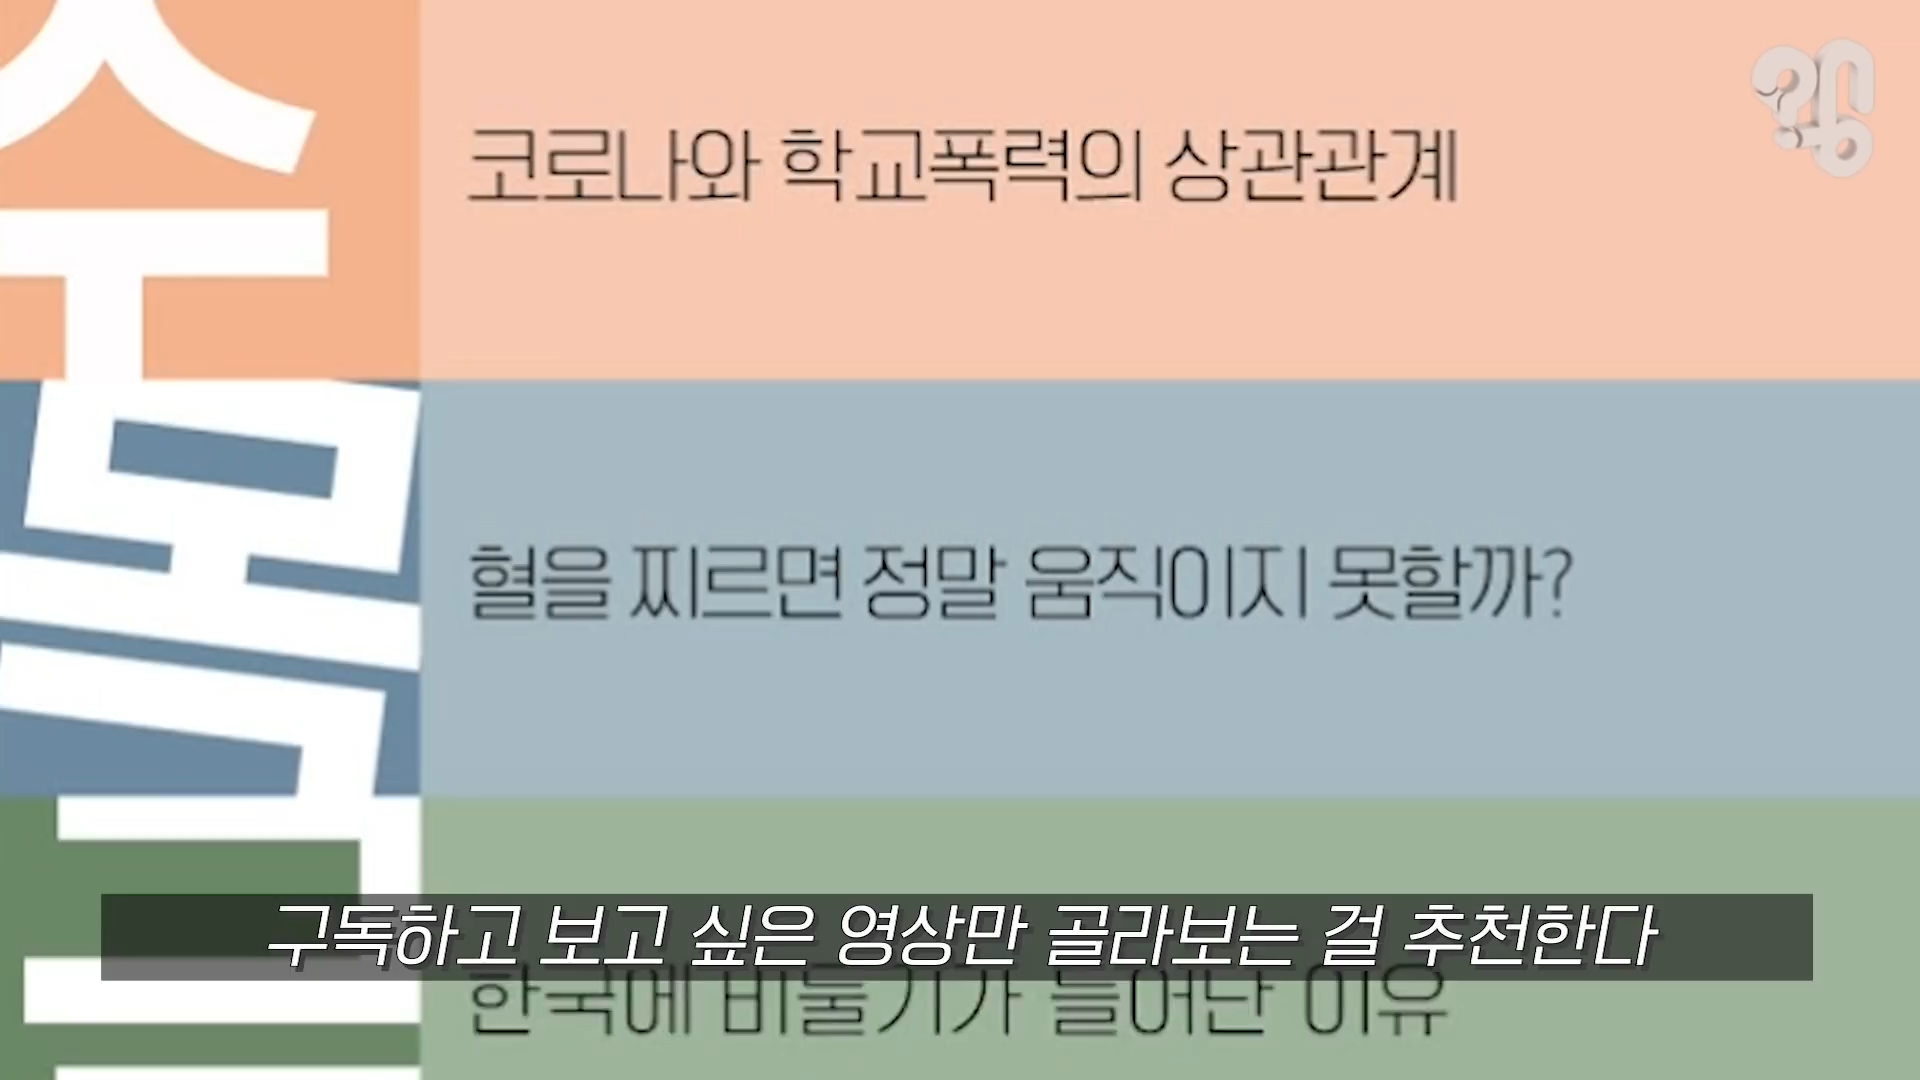 수
코로나와 학교폭력의 상관관계
목
혈을 찌르면 정말 움직이지 못할까?
구독하고 보고 싶은 영상만 골라보는 걸 추천한다
한국에 비둘기가 늘어난 이유